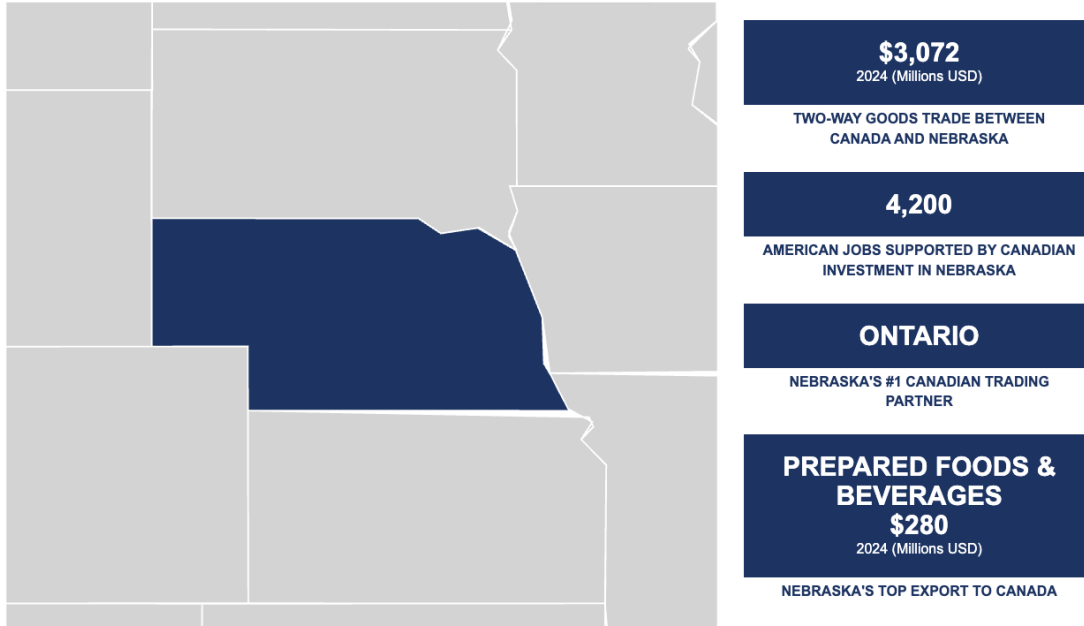 $3,072
2024 (Millions USD)
TWO-WAY GOODS TRADE BETWEEN
CANADA AND NEBRASKA
4,200
AMERICAN JOBS SUPPORTED BY CANADIAN
INVESTMENT IN NEBRASKA
ONTARIO
NEBRASKA'S #1 CANADIAN TRADING
PARTNER
PREPARED FOODS &
BEVERAGES
$280
2024 (Millions USD)
NEBRASKA'S TOP EXPORT TO CANADA